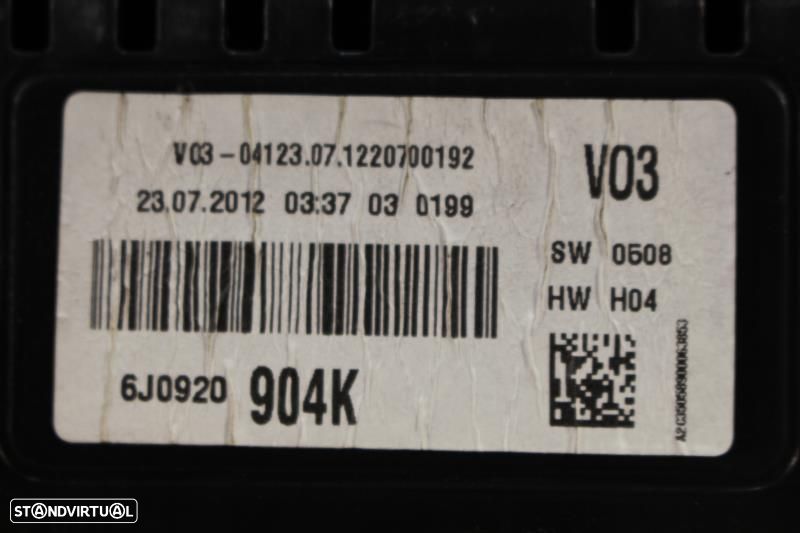 V03-04123.07.1220700192
23.07.2012 03:37 03 0199
V03
SW 0508
HW H04
6J0920 904K
A2C3505890006З853
STANDVIRTUAL